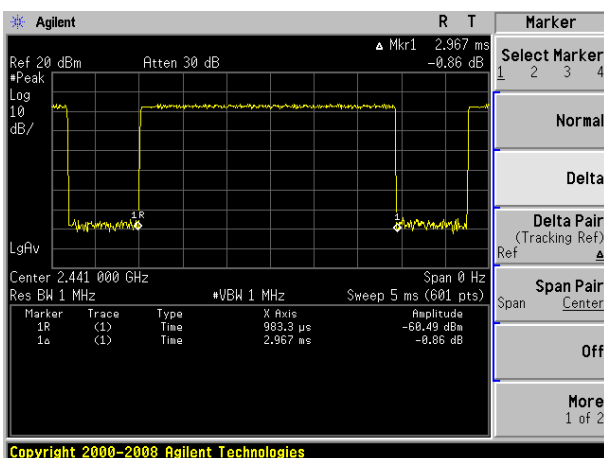 Agilent R T
Δ Mkr1 2.967 ms
Ref 20 dBm Atten 30 dB -0.86 dB
#Peak
Log
10
dB/
1R
1
LgAv
Center 2.441 000 GHz Span 0 Hz
Res BW 1 MHz #VBW 1 MHz Sweep 5 ms (601 pts)
Marker Trace Type X Axis Amplitude
1R (1) Time 983.3 µs -60.49 dBm
1Δ (1) Time 2.967 ms -0.86 dB
Copyright 2000-2008 Agilent Technologies
Marker
Select Marker
1 2 3 4
Normal
Delta
Delta Pair
(Tracking Ref)
Ref Δ
Span Pair
Span Center
Off
More
1 of 2